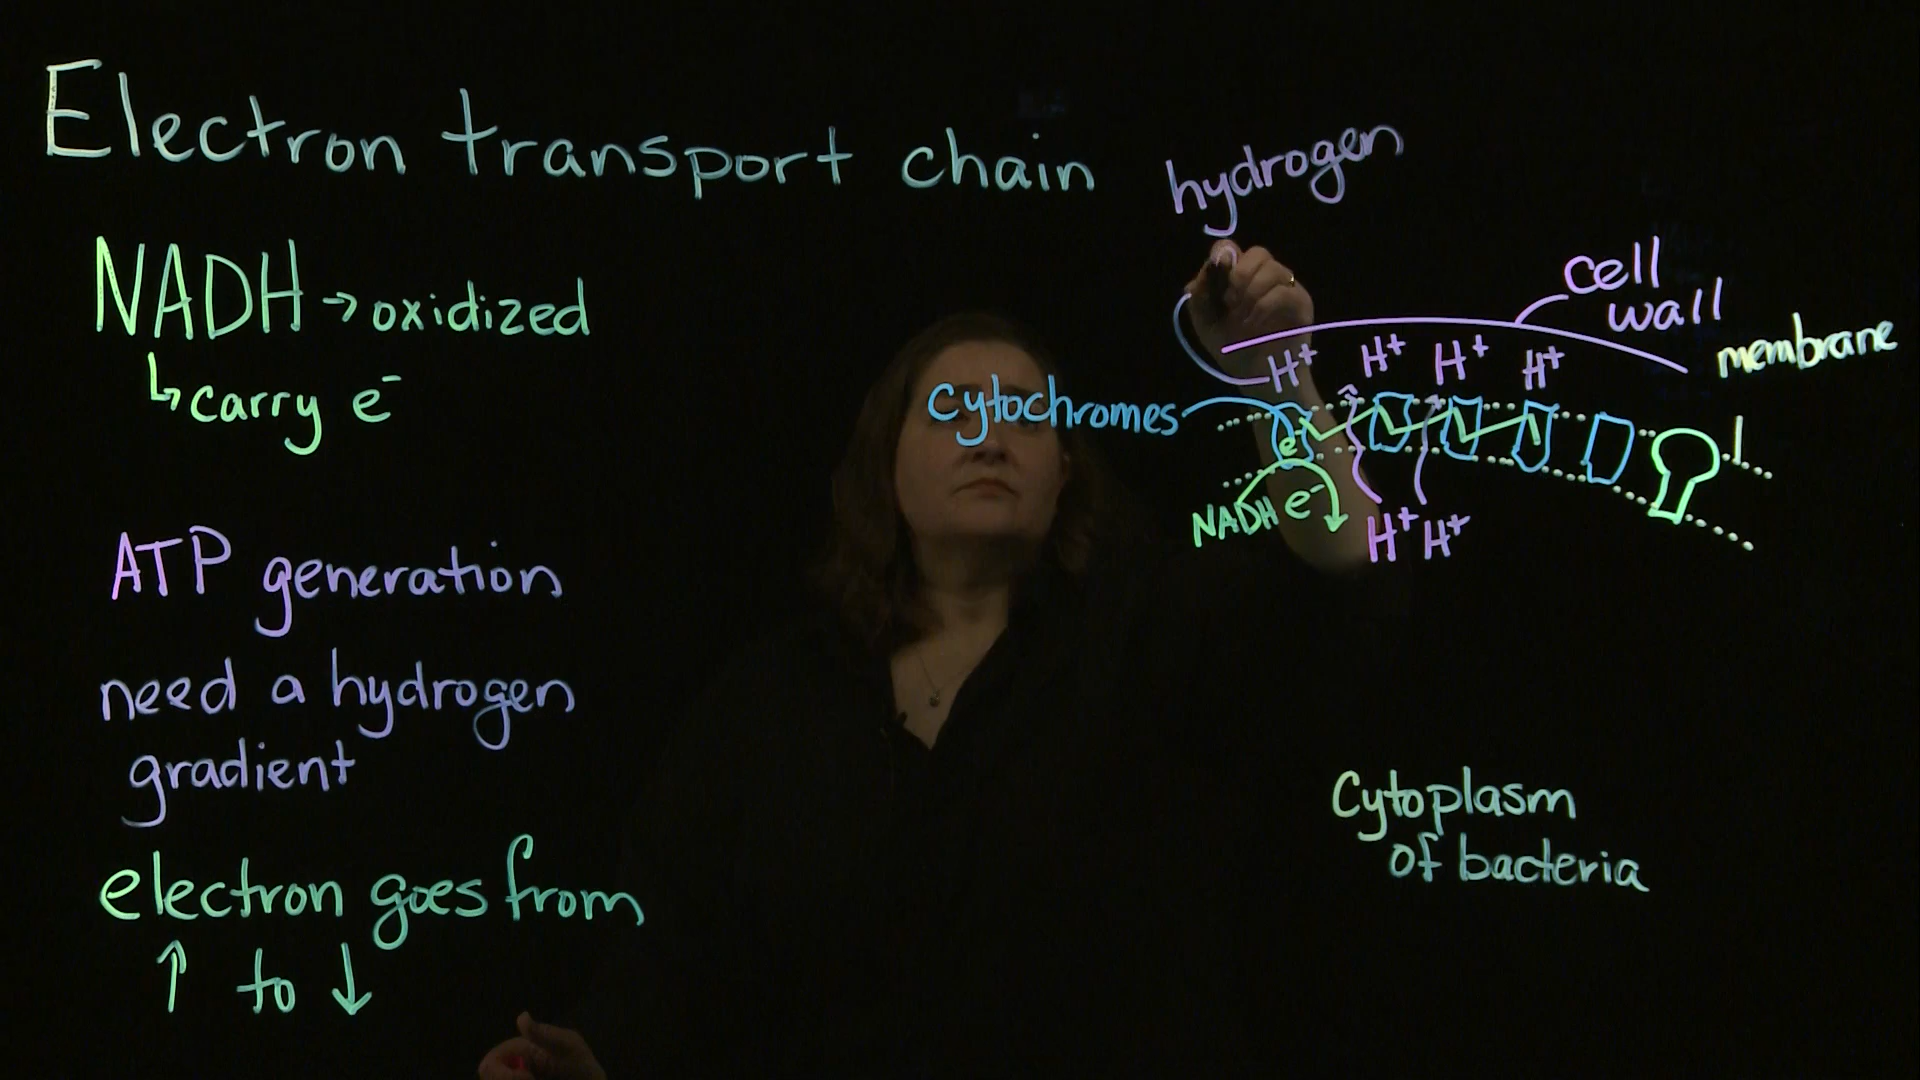 Electron transport chain
NADH → oxidized
↳ carry e⁻
ATP generation
need a hydrogen
gradient
electron goes from
↑ to ↓
hydrogen
cell
wall
membrane
H⁺ H⁺ H⁺ H⁺
cytochromes
e⁻
NADH e⁻
H⁺ H⁺
Cytoplasm
of bacteria